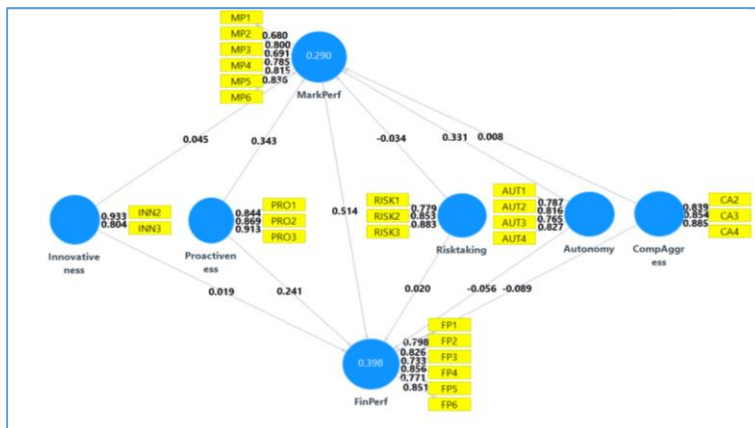 MP1
MP2
MP3
MP4
MP5
MP6
0.680
0.800
0.691
0.785
0.815
0.836
0.290
MarkPerf
0.045
0.343
-0.034
0.331
0.008
INN2
INN3
0.933
0.804
Innovative
ness
PRO1
PRO2
PRO3
0.844
0.869
0.913
Proactiven
ess
0.514
RISK1
RISK2
RISK3
0.779
0.853
0.883
Risktaking
AUT1
AUT2
AUT3
AUT4
0.787
0.816
0.765
0.827
Autonomy
CA2
CA3
CA4
0.839
0.854
0.885
CompAggr
ess
0.019
0.241
0.020
-0.056
-0.089
FP1
FP2
FP3
FP4
FP5
FP6
0.798
0.826
0.733
0.856
0.771
0.851
0.398
FinPerf